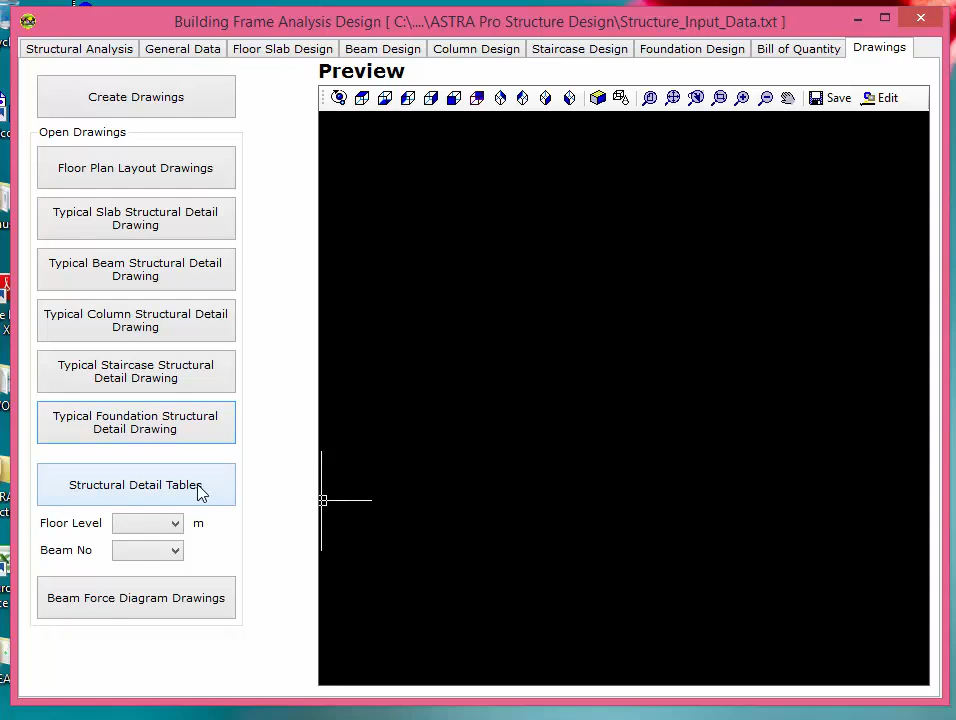 Building Frame Analysis Design [ C:\....\ASTRA Pro Structure Design\Structure_Input_Data.txt ]
Structural Analysis General Data Floor Slab Design Beam Design Column Design Staircase Design Foundation Design Bill of Quantity Drawings
Preview
Create Drawings
Save Edit
Open Drawings
Floor Plan Layout Drawings
Typical Slab Structural Detail
Drawing
Typical Beam Structural Detail
Drawing
Typical Column Structural Detail
Drawing
Typical Staircase Structural
Detail Drawing
Typical Foundation Structural
Detail Drawing
Structural Detail Tables
Floor Level m
Beam No
Beam Force Diagram Drawings